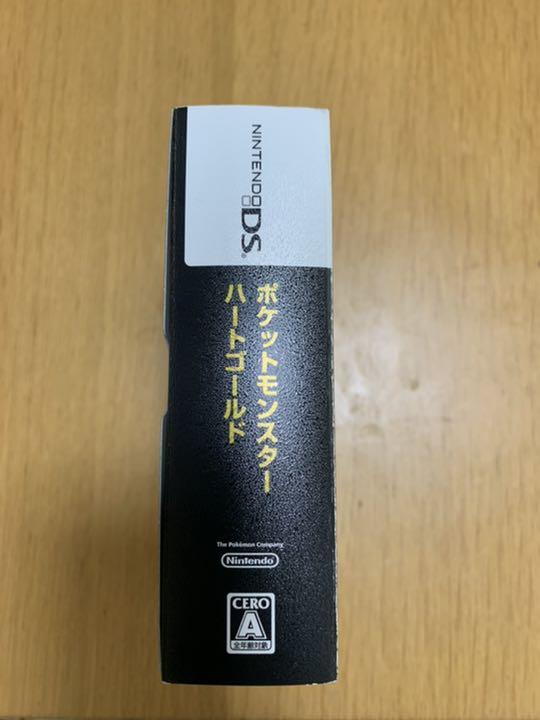 NINTENDO DS®
ポケットモンスター
ハートゴールド
The Pokémon Company
Nintendo
CERO
A
全年齢対象